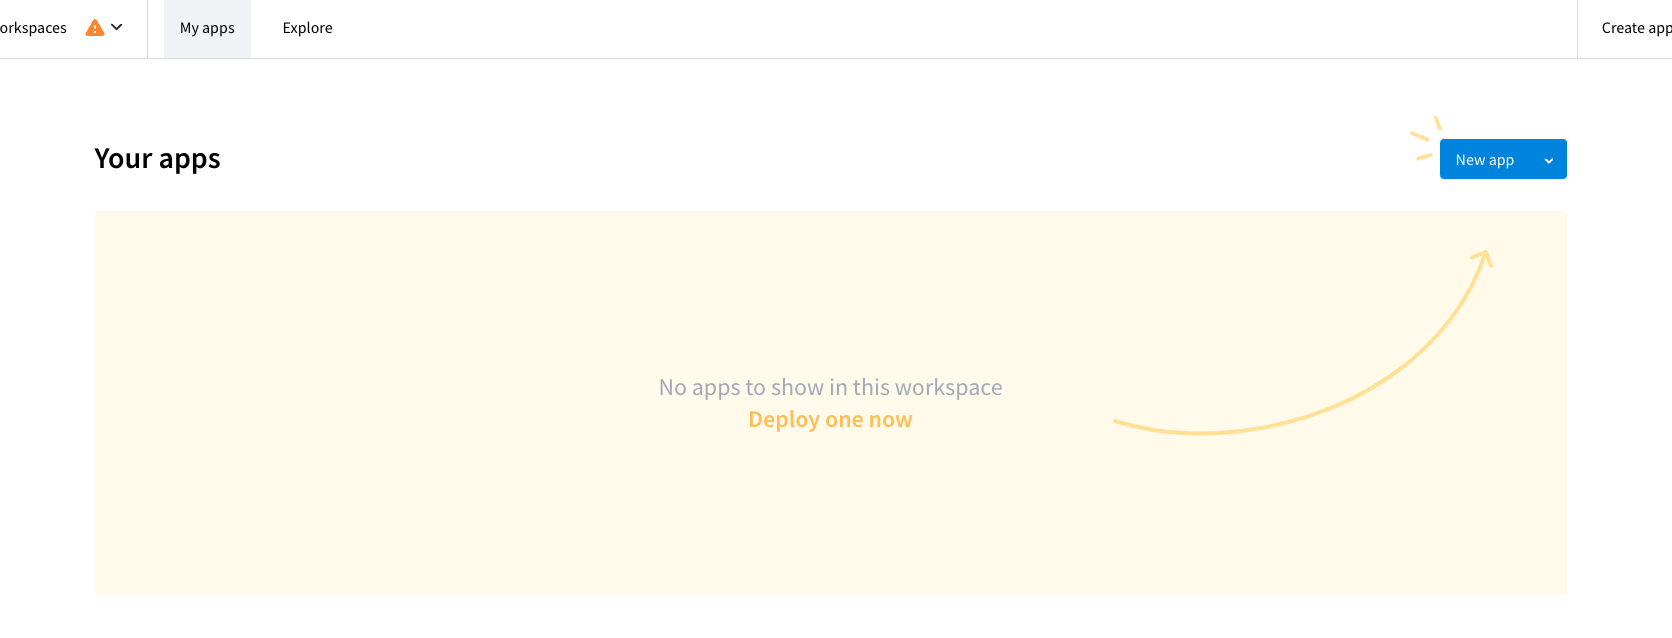 orkspaces
My apps
Explore
Create app
Your apps
New app
No apps to show in this workspace
Deploy one now